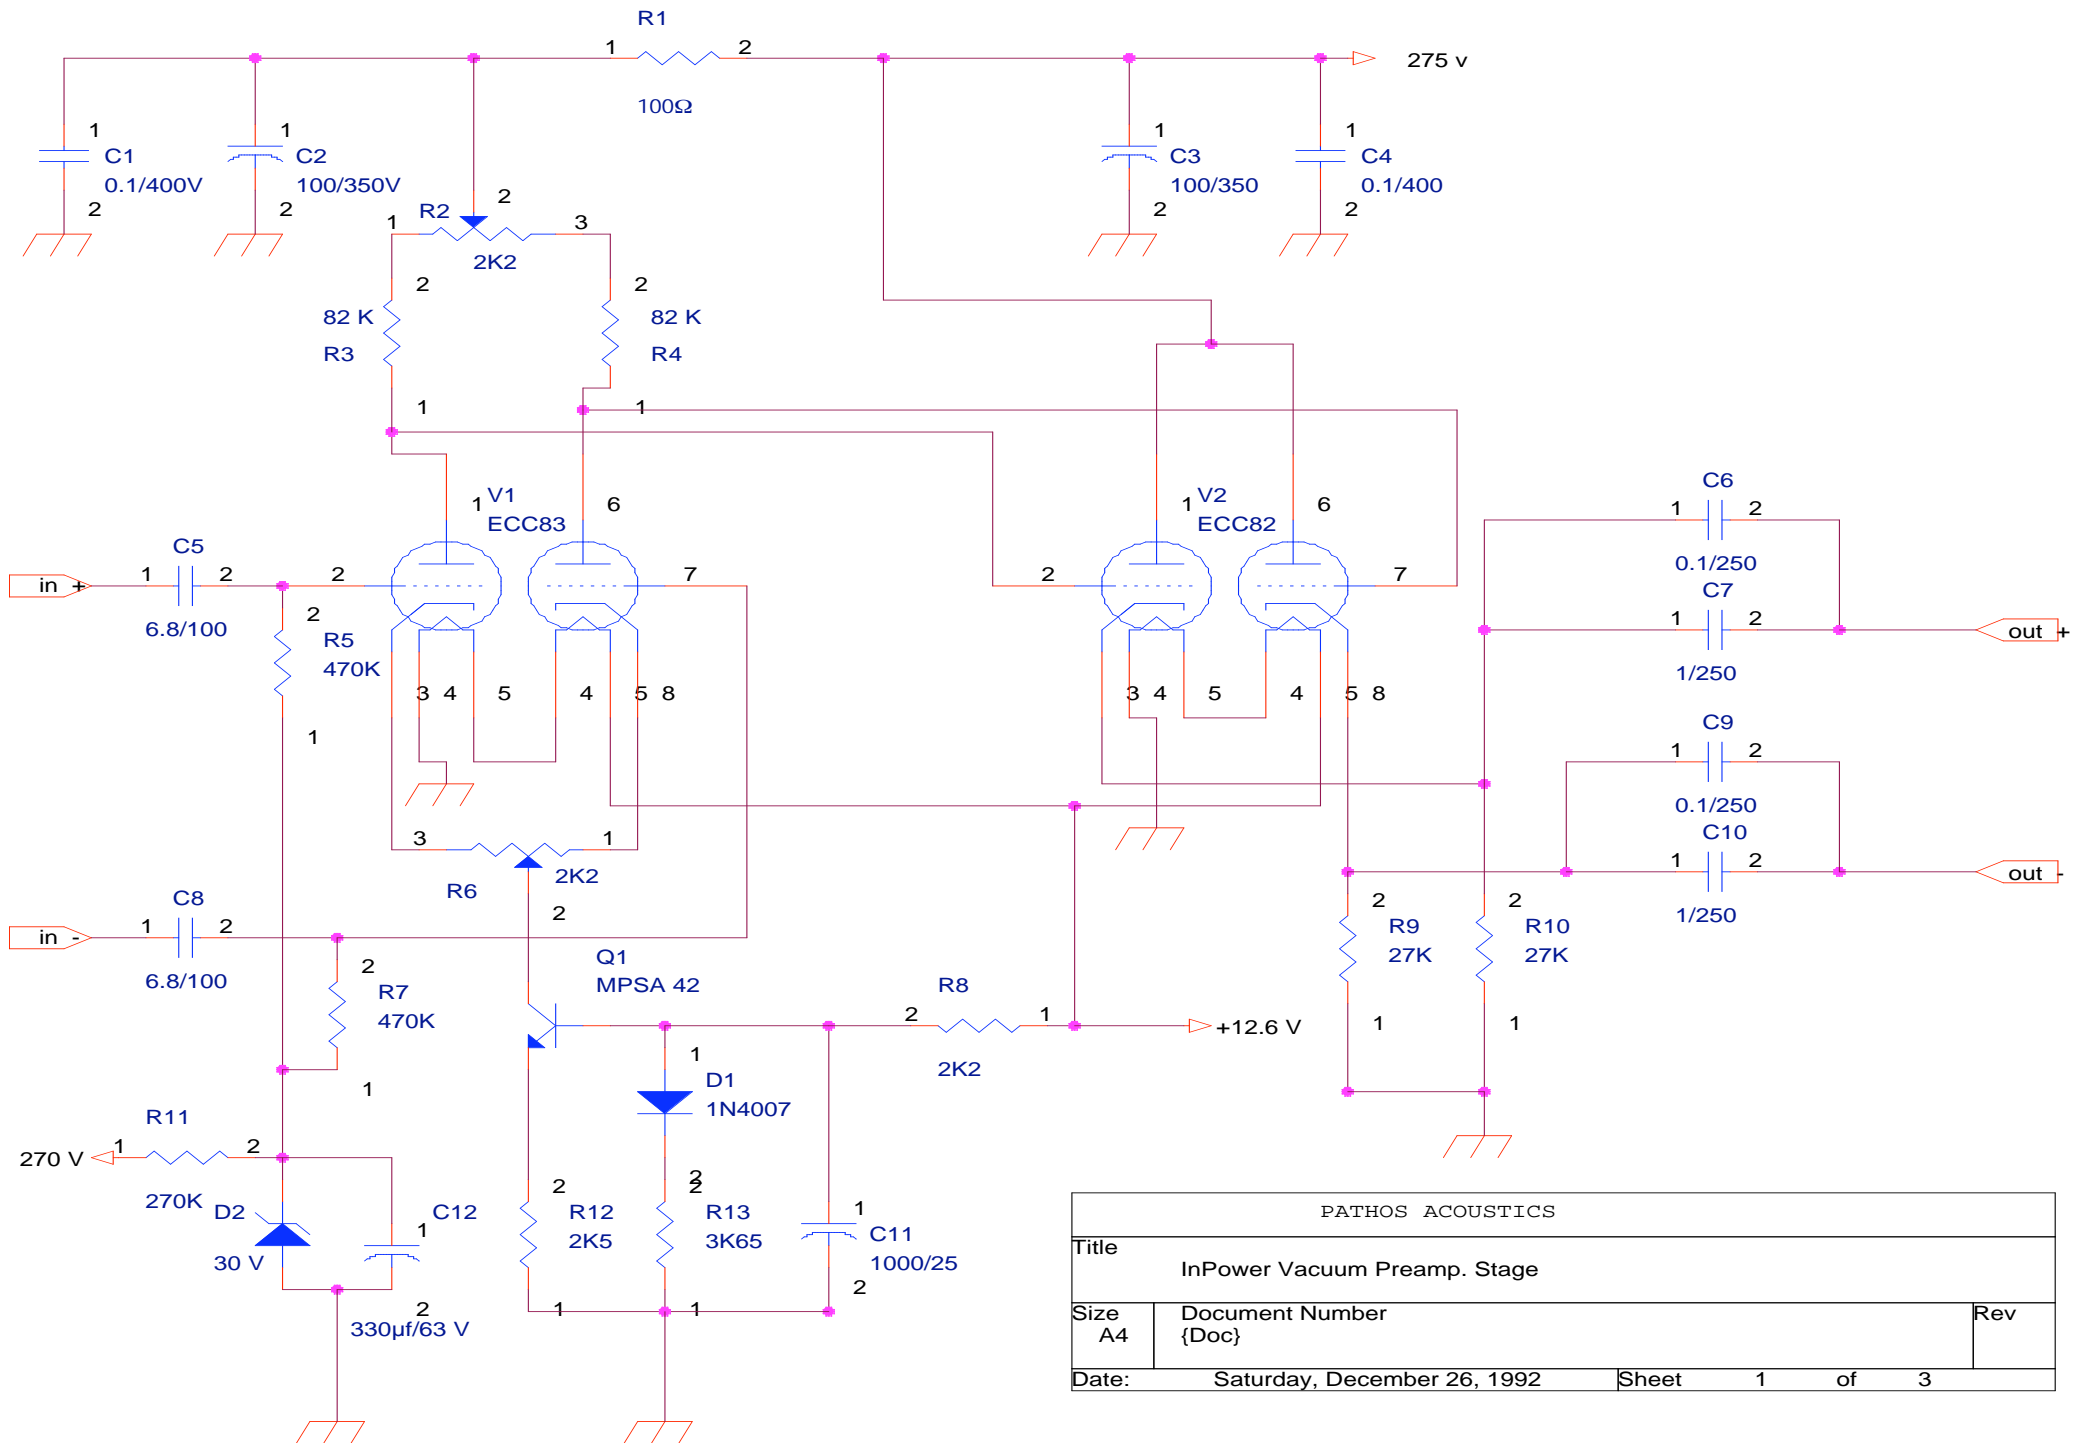 R1
1 2
275 v
100Ω
1
C1
0.1/400V
2
1
C2
100/350V
2
1
C3
100/350
2
1
C4
0.1/400
2
R2
1 2 3
2K2
2
82 K
R3
1
2
82 K
R4
1
1 V1
ECC83
6
2 7
3 4 5 4 5 8
1 V2
ECC82
6
2 7
3 4 5 4 5 8
in +
C5
1 2
6.8/100
2
R5
470K
1
C6
1 2
0.1/250
C7
1 2
1/250
out +
C9
1 2
0.1/250
C10
1 2
1/250
out -
3 1
R6
2K2
2
in -
C8
1 2
6.8/100
2
R7
470K
1
Q1
MPSA 42
R8
2 1
2K2
+12.6 V
2
R9
27K
1
2
R10
27K
1
1
D1
1N4007
2
R11
270 V 1 2
270K
D2
30 V
C12
1
2
330µf/63 V
2
R12
2K5
1
2
R13
3K65
1
1
C11
1000/25
2
PATHOS ACOUSTICS
Title
InPower Vacuum Preamp. Stage
Size
A4
Document Number
{Doc}
Rev
Date: Saturday, December 26, 1992 Sheet 1 of 3